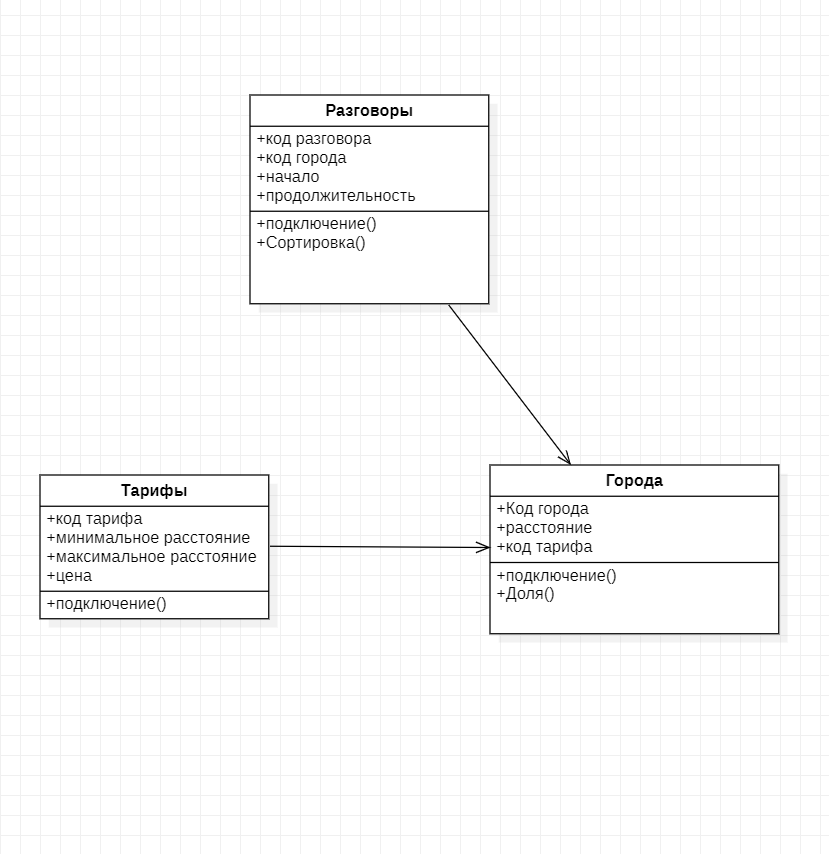 Разговоры
+код разговора
+код города
+начало
+продолжительность
+подключение()
+Сортировка()
Тарифы
+код тарифа
+минимальное расстояние
+максимальное расстояние
+цена
+подключение()
Города
+Код города
+расстояние
+код тарифа
+подключение()
+Доля()